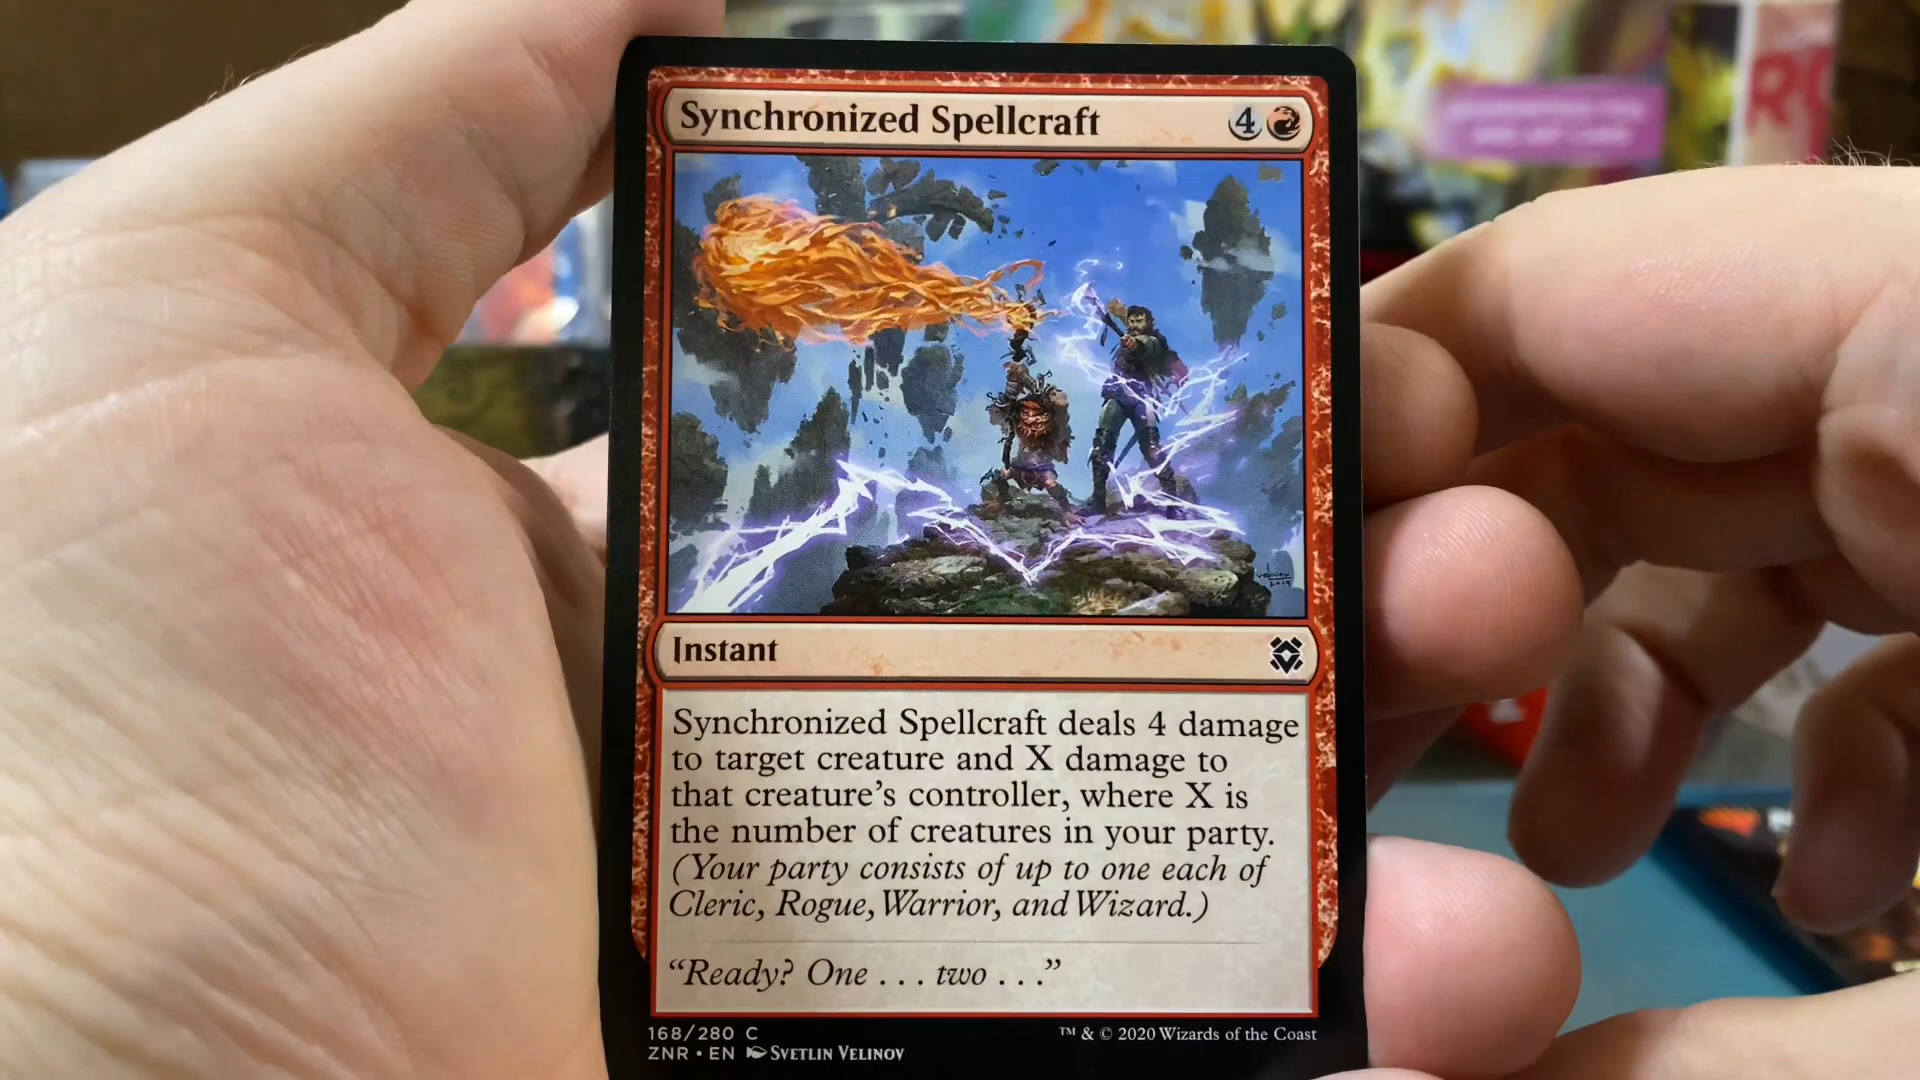 Synchronized Spellcraft 4
Instant
Synchronized Spellcraft deals 4 damage
to target creature and X damage to
that creature's controller, where X is
the number of creatures in your party.
(Your party consists of up to one each of
Cleric, Rogue, Warrior, and Wizard.)
“Ready? One . . . two . . .”
168/280 C
ZNR • EN SVETLIN VELINOV
™ & © 2020 Wizards of the Coast